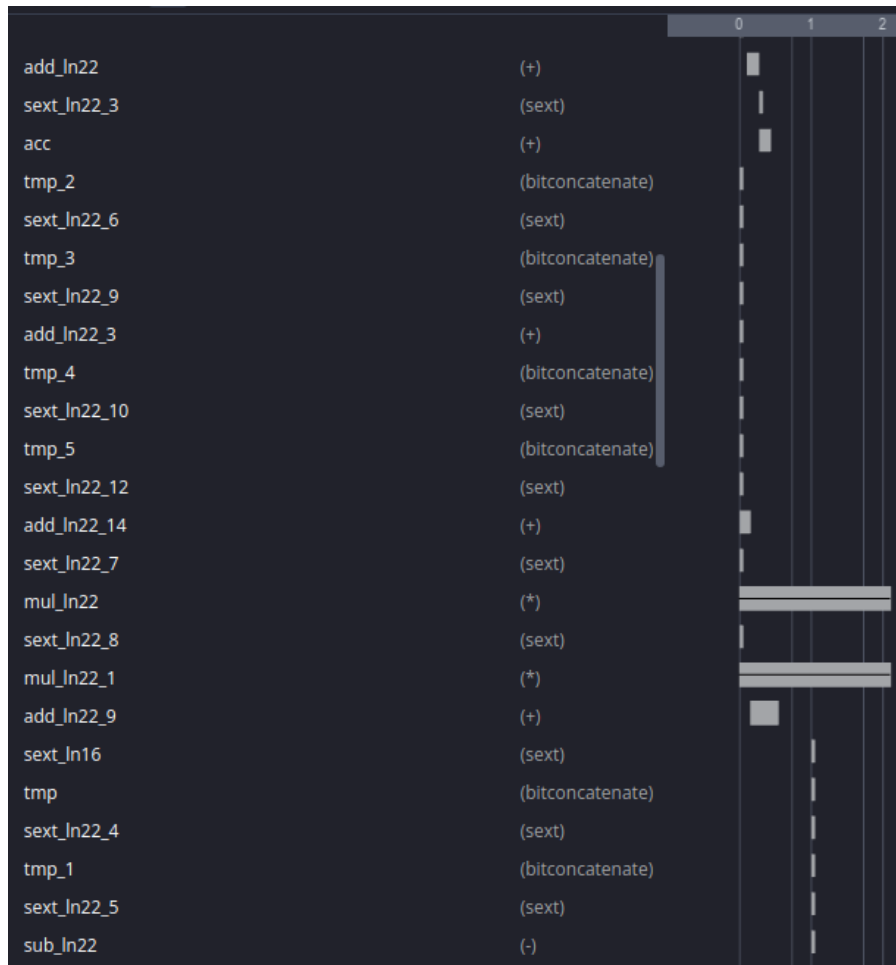 0 1 2
add_ln22 (+)
sext_ln22_3 (sext)
acc (+)
tmp_2 (bitconcatenate)
sext_ln22_6 (sext)
tmp_3 (bitconcatenate)
sext_ln22_9 (sext)
add_ln22_3 (+)
tmp_4 (bitconcatenate)
sext_ln22_10 (sext)
tmp_5 (bitconcatenate)
sext_ln22_12 (sext)
add_ln22_14 (+)
sext_ln22_7 (sext)
mul_ln22 (*)
sext_ln22_8 (sext)
mul_ln22_1 (*)
add_ln22_9 (+)
sext_ln16 (sext)
tmp (bitconcatenate)
sext_ln22_4 (sext)
tmp_1 (bitconcatenate)
sext_ln22_5 (sext)
sub_ln22 (-)